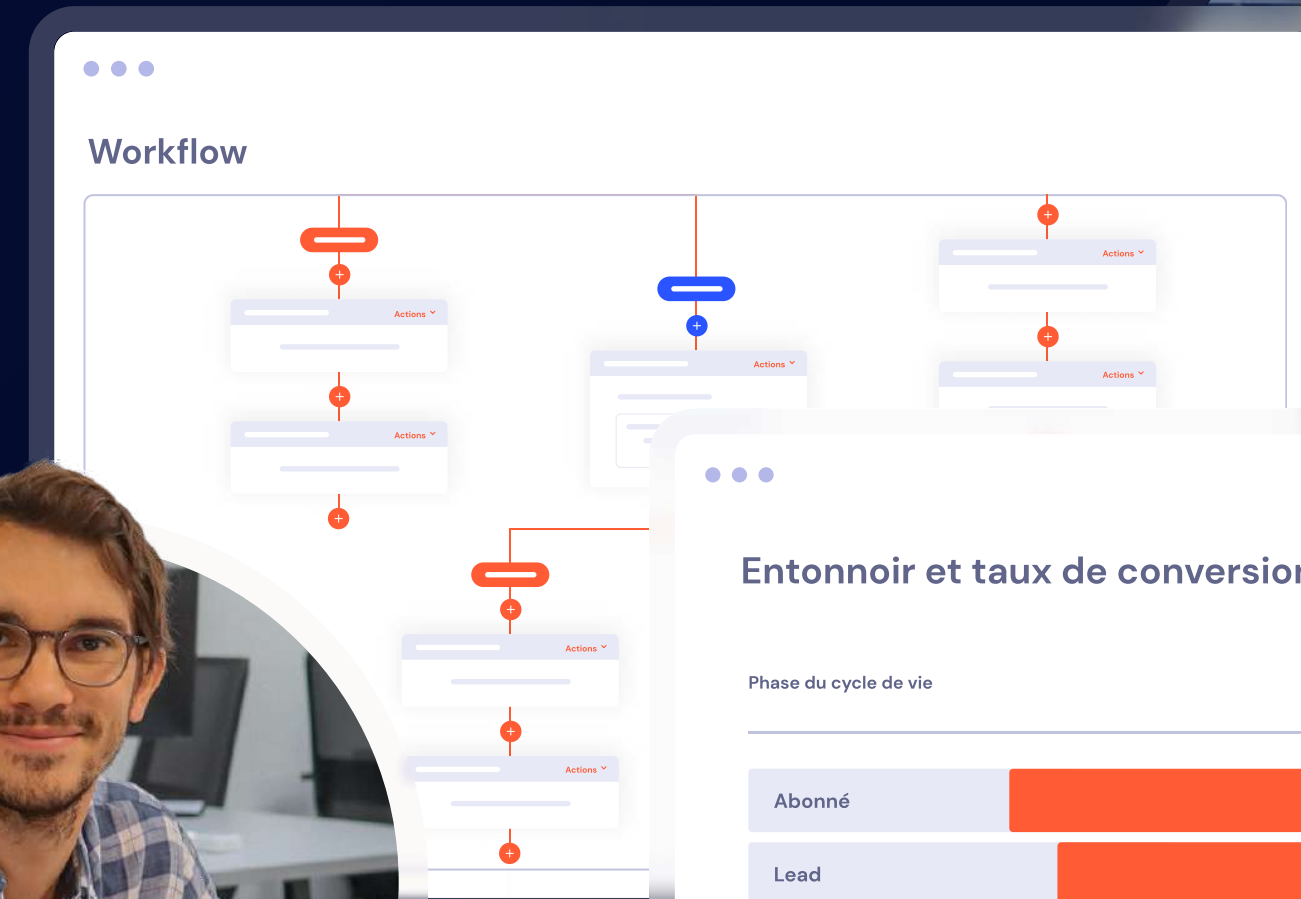 Workflow
Actions
Actions
Actions
Actions
Actions
Entonnoir et taux de conversion
Phase du cycle de vie
Actions
Actions
Abonné
Lead